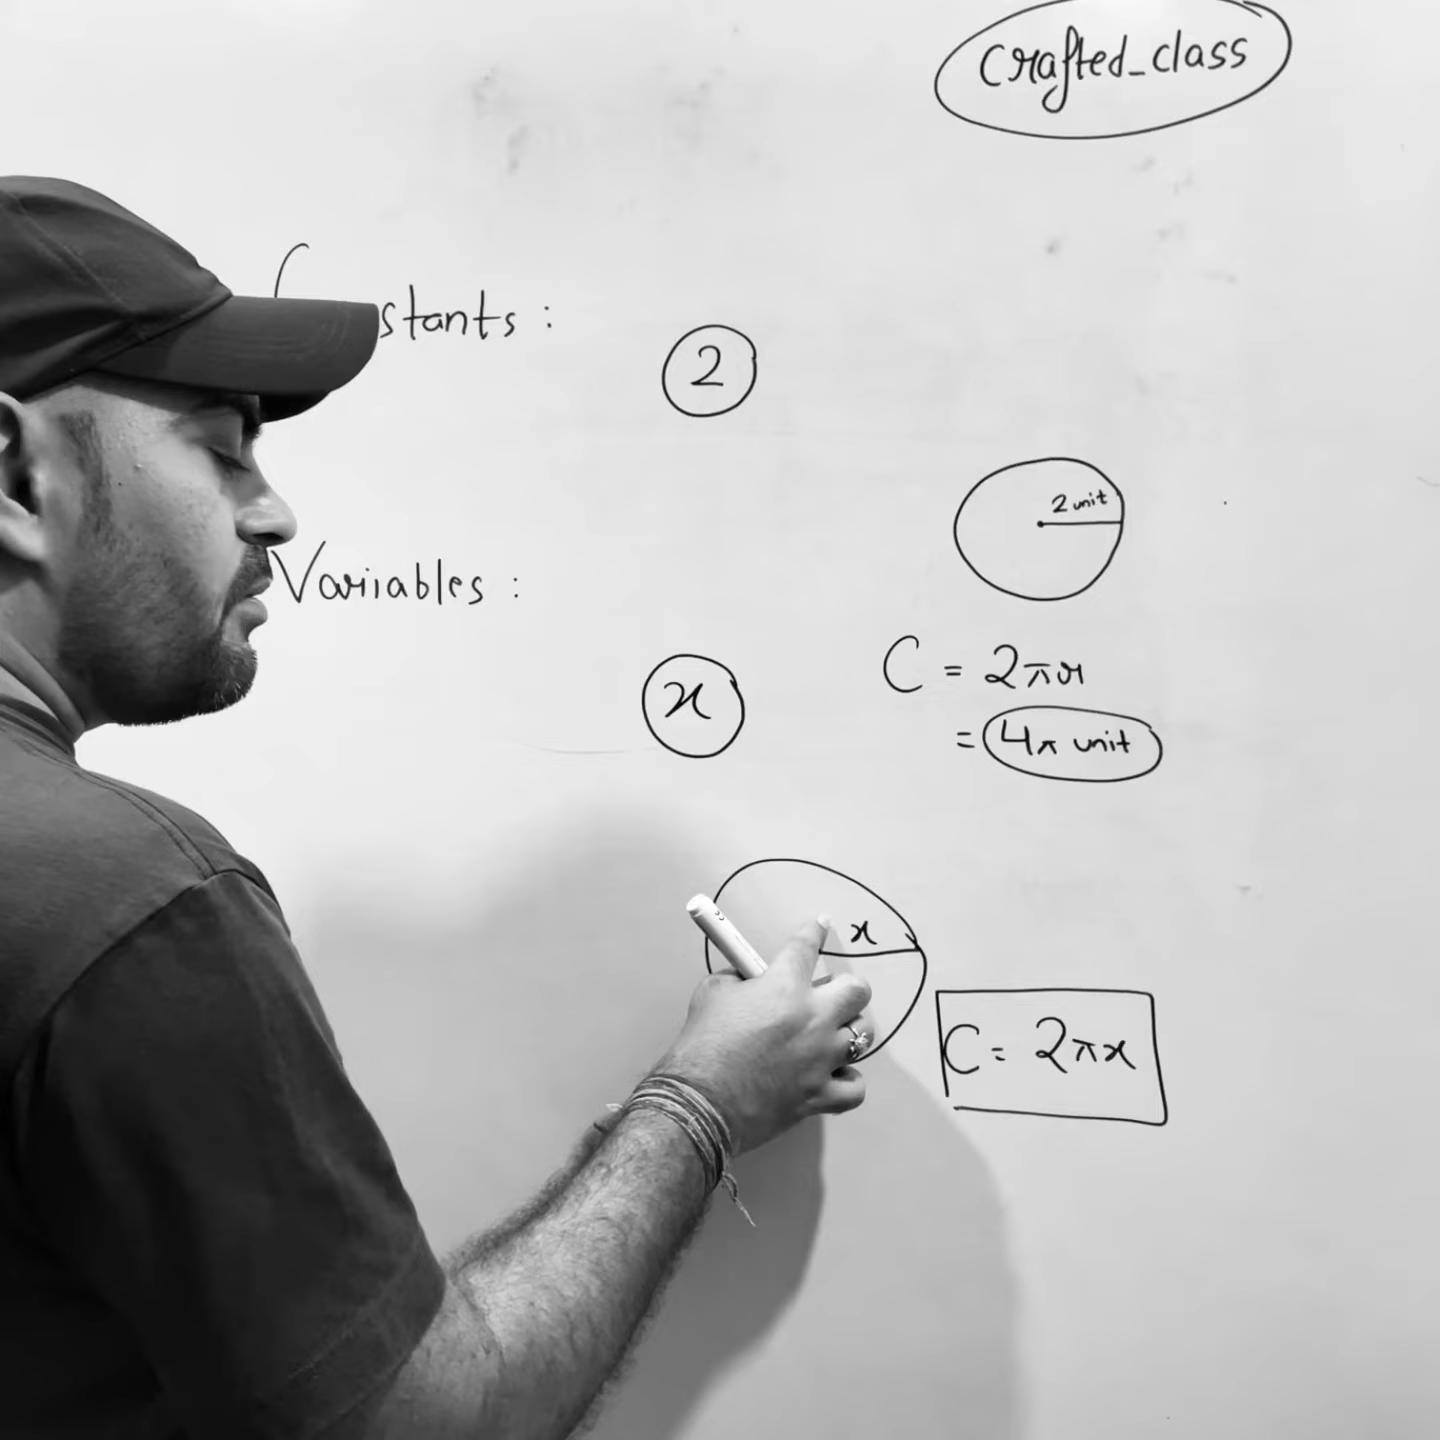 crafted_class
stants :
2
2 unit
Variables :
C = 2πr
x
= 4π unit
x
C = 2πx